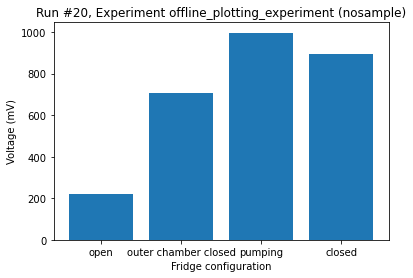 Run #20, Experiment offline_plotting_experiment (nosample)
Voltage (mV)
1000
800
600
400
200
0
open outer chamber closed pumping closed
Fridge configuration